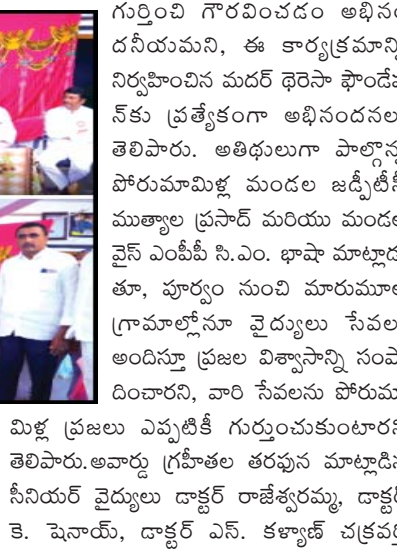 గుర్తించి గౌరవించడం అభినం
దనీయమని, ఈ కార్యక్రమాన్ని
నిర్వహించిన మదర్ థెరెసా ఫౌండేష
న్‌కు ప్రత్యేకంగా అభినందనల
తెలిపారు. అతిథులుగా పాల్గొన్న
పోరుమామిళ్ల మండల జడ్పీటీసీ
ముత్యాల ప్రసాద్ మరియు మండల
వైస్ ఎంపీపీ సి.ఎం. భాషా మాట్లాడు
తూ, పూర్వం నుంచి మారుమూల
గ్రామాల్లోనూ వైద్యులు సేవల
అందిస్తూ ప్రజల విశ్వాసాన్ని సంపా
దించారని, వారి సేవలను పోరుమా
మిళ్ల ప్రజలు ఎప్పటికీ గుర్తుంచుకుంటారని
తెలిపారు.అవార్డు గ్రహీతల తరఫున మాట్లాడిన
సీనియర్ వైద్యులు డాక్టర్ రాజేశ్వరమ్మ, డాక్టర్
కె. షెనాయ్, డాక్టర్ ఎస్. కళ్యాణ్ చక్రవర్తి